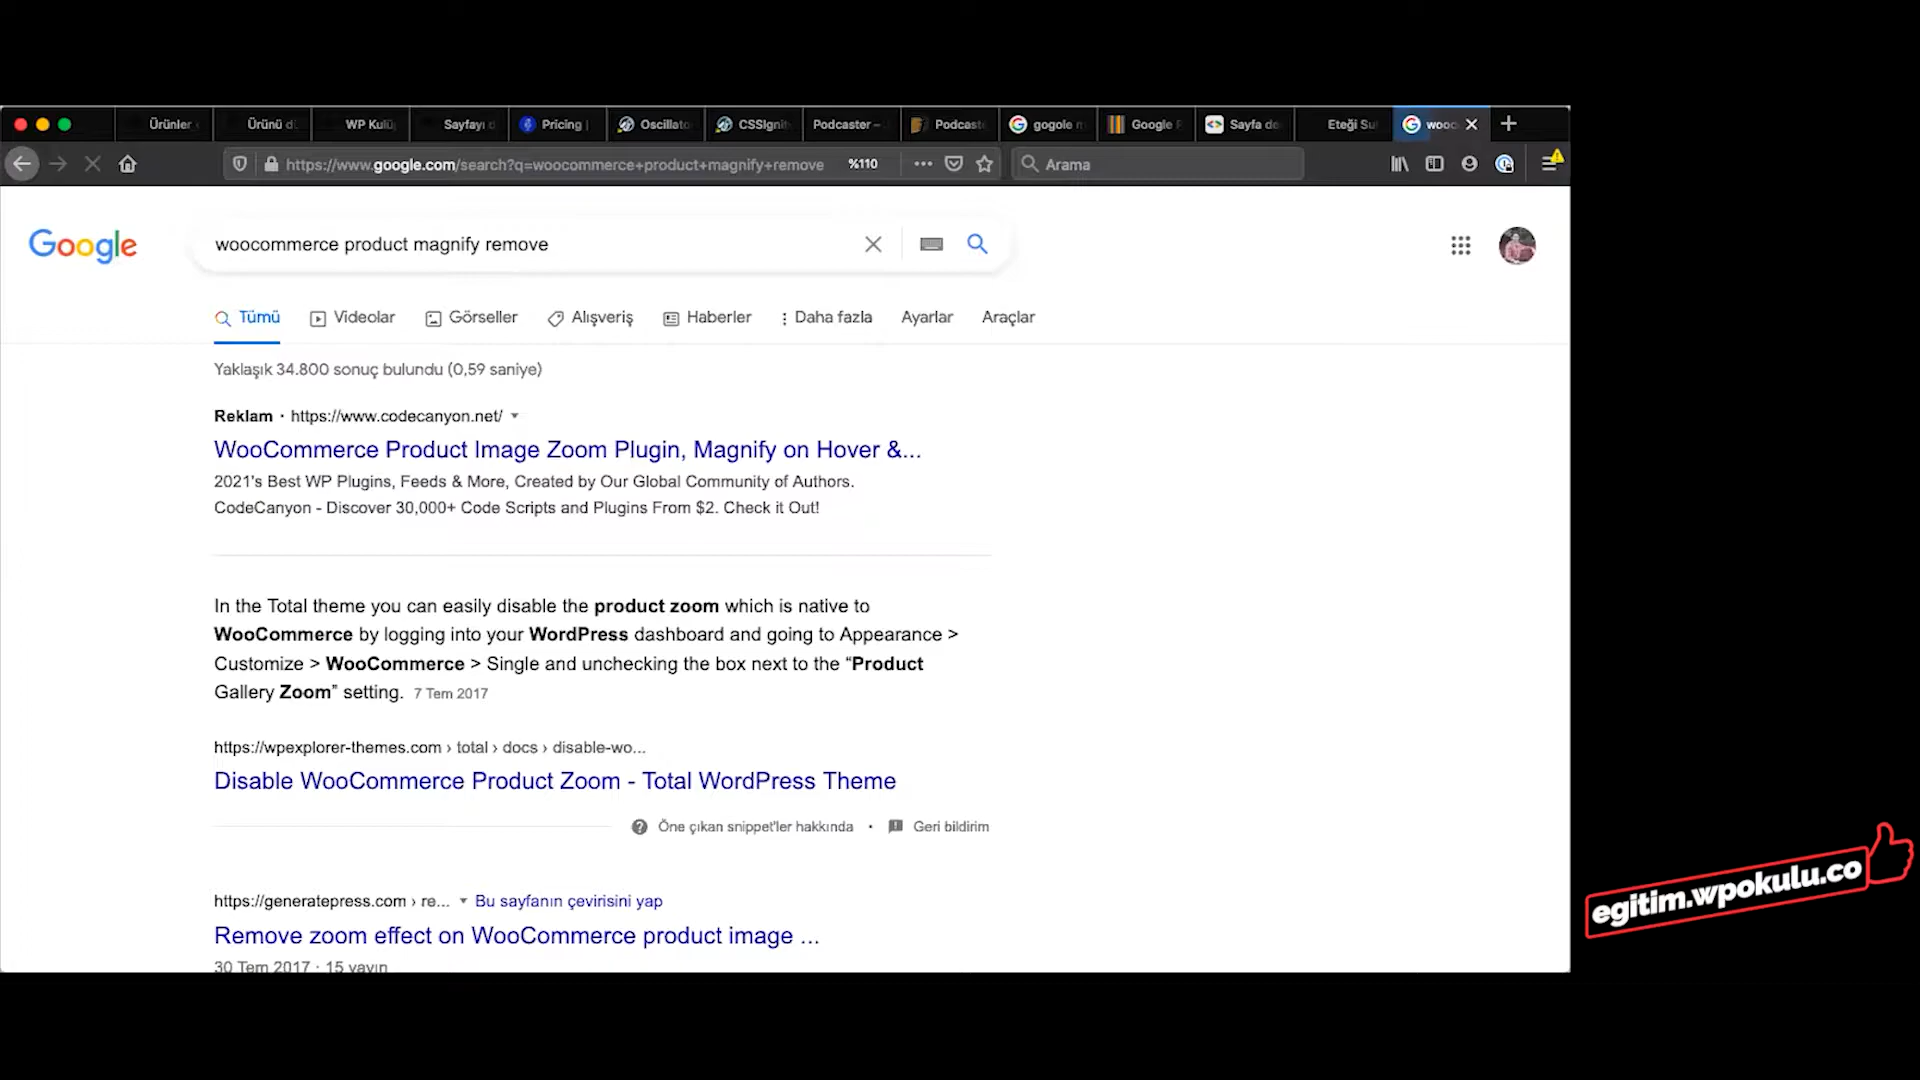 Ürünler
Ürünü di
WP Kulü
Sayfayı d
Pricing |
Oscillato
CSSIgnit
Podcaster –
Podcast
gogole m
Google F
Sayfa de
Eteği Su
wooc
https://www.google.com/search?q=woocommerce+product+magnify+remove
%110
Arama
Google
woocommerce product magnify remove
Tümü
Videolar
Görseller
Alışveriş
Haberler
Daha fazla
Ayarlar
Araçlar
Yaklaşık 34.800 sonuç bulundu (0,59 saniye)
Reklam · https://www.codecanyon.net/
WooCommerce Product Image Zoom Plugin, Magnify on Hover &...
2021's Best WP Plugins, Feeds & More, Created by Our Global Community of Authors.
CodeCanyon - Discover 30,000+ Code Scripts and Plugins From $2. Check it Out!
In the Total theme you can easily disable the product zoom which is native to
WooCommerce by logging into your WordPress dashboard and going to Appearance >
Customize > WooCommerce > Single and unchecking the box next to the “Product
Gallery Zoom” setting. 7 Tem 2017
https://wpexplorer-themes.com › total › docs › disable-wo...
Disable WooCommerce Product Zoom - Total WordPress Theme
Öne çıkan snippet'ler hakkında · Geri bildirim
https://generatepress.com › re... Bu sayfanın çevirisini yap
Remove zoom effect on WooCommerce product image ...
30 Tem 2017 · 15 yayın
egitim.wpokulu.co